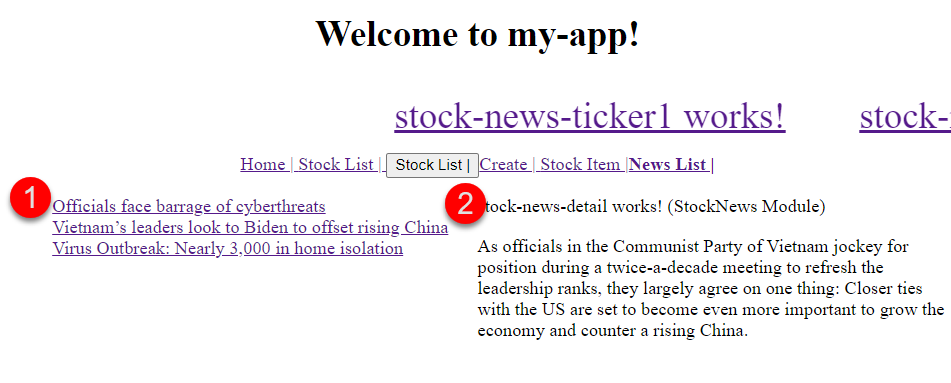 Welcome to my-app!
stock-news-ticker1 works! stock-
Home | Stock List | Stock List | Create | Stock Item |News List |
1
Officials face barrage of cyberthreats
Vietnam’s leaders look to Biden to offset rising China
Virus Outbreak: Nearly 3,000 in home isolation
2
tock-news-detail works! (StockNews Module)
As officials in the Communist Party of Vietnam jockey for
position during a twice-a-decade meeting to refresh the
leadership ranks, they largely agree on one thing: Closer ties
with the US are set to become even more important to grow the
economy and counter a rising China.